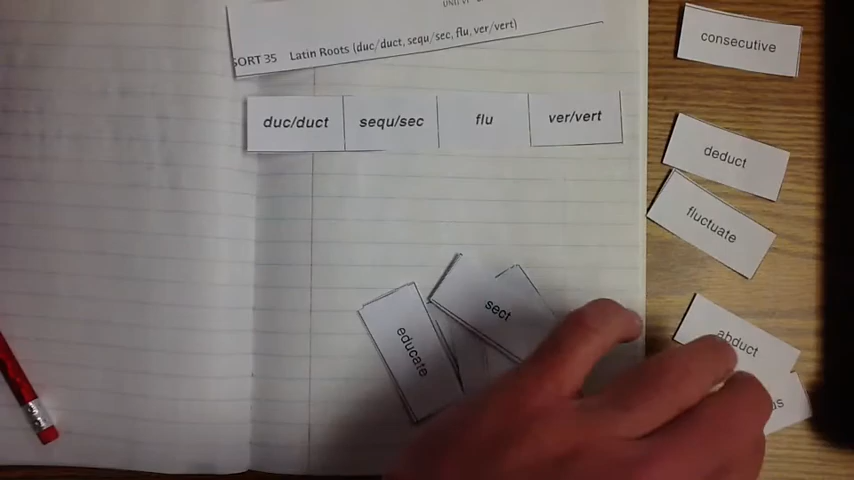 SORT 35 Latin Roots (duc/duct, sequ/sec, flu, ver/vert)
duc/duct sequ/sec flu ver/vert
consecutive
deduct
fluctuate
sect
educate
abduct